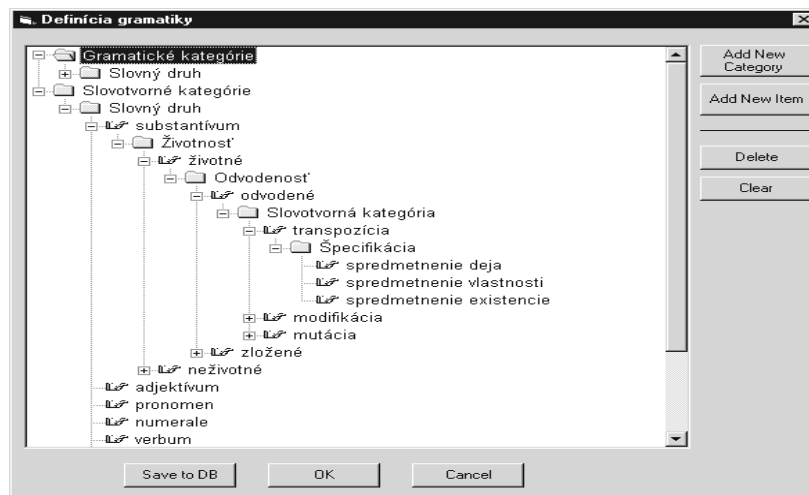 Definícia gramatiky
Gramatické kategórie
Slovný druh
Slovotvorné kategórie
Slovný druh
substantívum
Životnosť
životné
Odvodenosť
odvodené
Slovotvorná kategória
transpozícia
Špecifikácia
spredmetnenie deja
spredmetnenie vlastnosti
spredmetnenie existencie
modifikácia
mutácia
zložené
neživotné
adjektívum
pronomen
numerale
verbum
Add New
Category
Add New Item
Delete
Clear
Save to DB
OK
Cancel